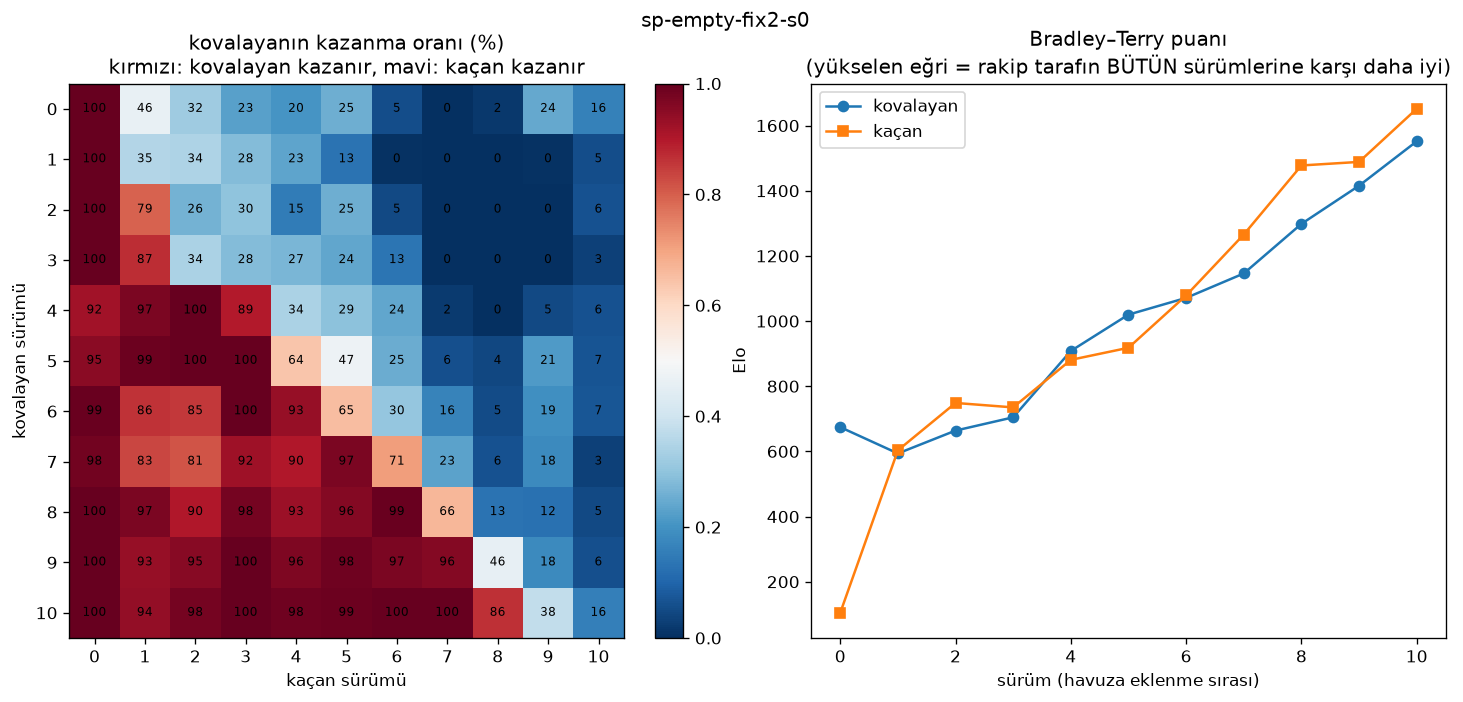 sp-empty-fix2-s0
kovalayanın kazanma oranı (%)
kırmızı: kovalayan kazanır, mavi: kaçan kazanır
kovalayan sürümü
0 100 46 32 23 20 25 5 0 2 24 16
1 100 35 34 28 23 13 0 0 0 0 5
2 100 79 26 30 15 25 5 0 0 0 6
3 100 87 34 28 27 24 13 0 0 0 3
4 92 97 100 89 34 29 24 2 0 5 6
5 95 99 100 100 64 47 25 6 4 21 7
6 99 86 85 100 93 65 30 16 5 19 7
7 98 83 81 92 90 97 71 23 6 18 3
8 100 97 90 98 93 96 99 66 13 12 5
9 100 93 95 100 96 98 97 96 46 18 6
10 100 94 98 100 98 99 100 100 86 38 16
0 1 2 3 4 5 6 7 8 9 10
kaçan sürümü
1.0
0.8
0.6
0.4
0.2
0.0
Bradley–Terry puanı
(yükselen eğri = rakip tarafın BÜTÜN sürümlerine karşı daha iyi)
kovalayan
kaçan
Elo
1600
1400
1200
1000
800
600
400
200
0 2 4 6 8 10
sürüm (havuza eklenme sırası)